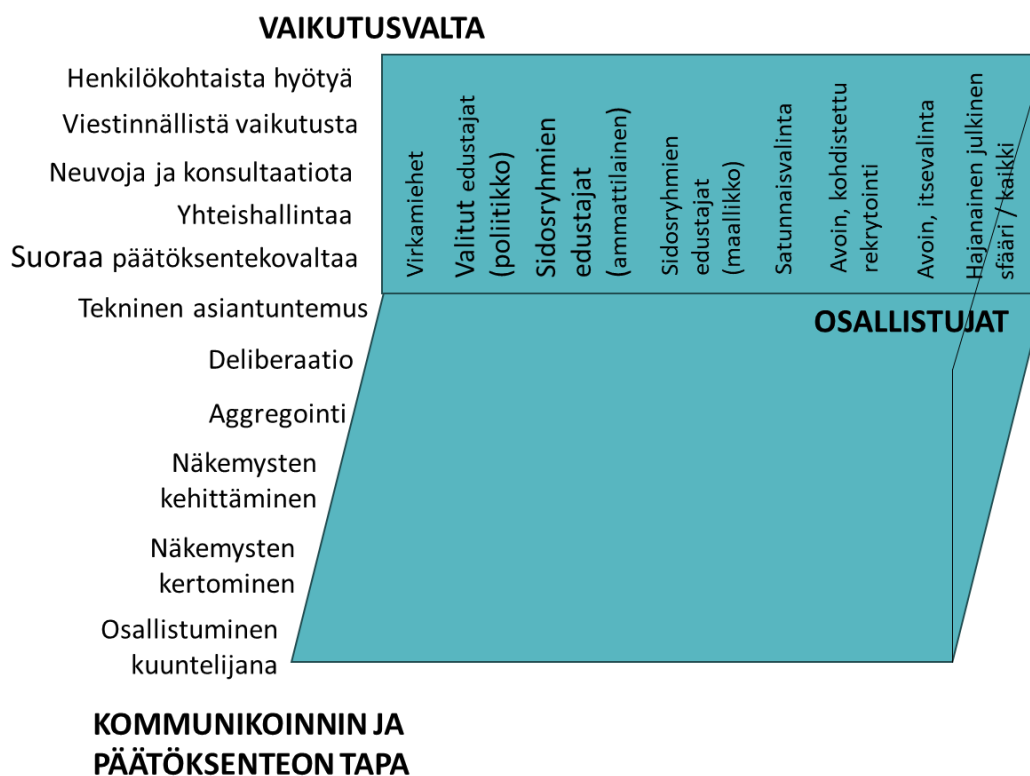 VAIKUTUSVALTA
Henkilökohtaista hyötyä
Viestinnällistä vaikutusta
Neuvoja ja konsultaatiota
Yhteishallintaa
Suoraa päätöksentekovaltaa
Virkamiehet
Valitut edustajat
(poliitikko)
Sidosryhmien
edustajat
(ammattilainen)
Sidosryhmien
edustajat
(maallikko)
Satunnaisvalinta
Avoin, kohdistettu
rekrytointi
Avoin, itsevalinta
Hajanainen julkinen
sfääri / kaikki
OSALLISTUJAT
Tekninen asiantuntemus
Deliberaatio
Aggregointi
Näkemysten
kehittäminen
Näkemysten
kertominen
Osallistuminen
kuuntelijana
KOMMUNIKOINNIN JA
PÄÄTÖKSENTEON TAPA